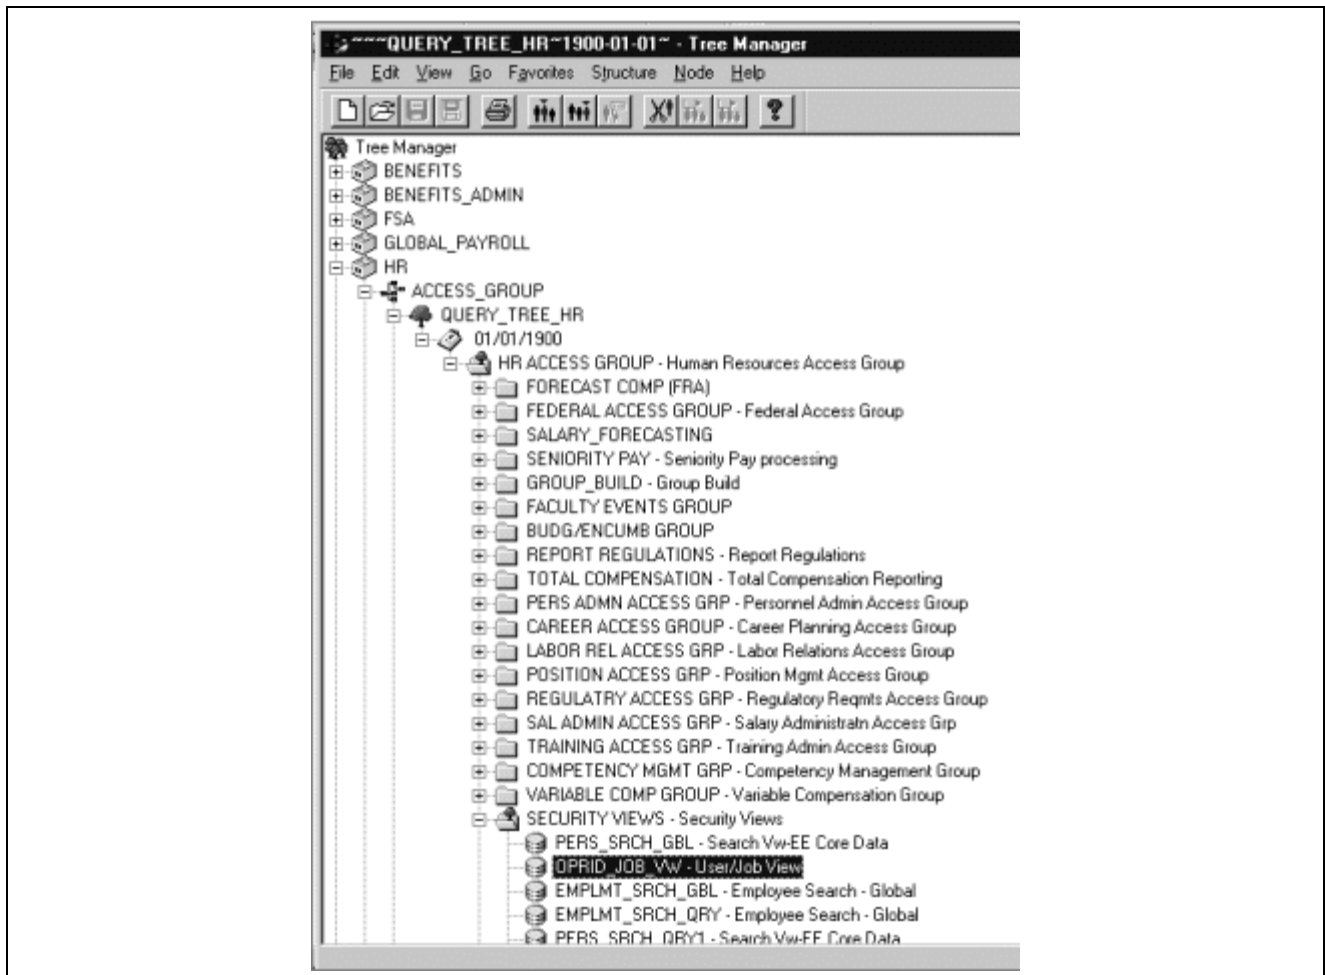 ~~~QUERY_TREE_HR~1900-01-01~ - Tree Manager
File Edit View Go Favorites Structure Node Help
Tree Manager
BENEFITS
BENEFITS_ADMIN
FSA
GLOBAL_PAYROLL
HR
ACCESS_GROUP
QUERY_TREE_HR
01/01/1900
HR ACCESS GROUP - Human Resources Access Group
FORECAST COMP (FRA)
FEDERAL ACCESS GROUP - Federal Access Group
SALARY_FORECASTING
SENIORITY PAY - Seniority Pay processing
GROUP_BUILD - Group Build
FACULTY EVENTS GROUP
BUDG/ENCUMB GROUP
REPORT REGULATIONS - Report Regulations
TOTAL COMPENSATION - Total Compensation Reporting
PERS ADMN ACCESS GRP - Personnel Admin Access Group
CAREER ACCESS GROUP - Career Planning Access Group
LABOR REL ACCESS GRP - Labor Relations Access Group
POSITION ACCESS GRP - Position Mgmt Access Group
REGULATRY ACCESS GRP - Regulatory Reqmts Access Group
SAL ADMIN ACCESS GRP - Salary Administratn Access Grp
TRAINING ACCESS GRP - Training Admin Access Group
COMPETENCY MGMT GRP - Competency Management Group
VARIABLE COMP GROUP - Variable Compensation Group
SECURITY VIEWS - Security Views
PERS_SRCH_GBL - Search Vw-EE Core Data
OPRID_JOB_VW - User/Job View
EMPLMT_SRCH_GBL - Employee Search - Global
EMPLMT_SRCH_QRY - Employee Search - Global
PERS_SRCH_QRY1 - Search Vw-EE Core Data